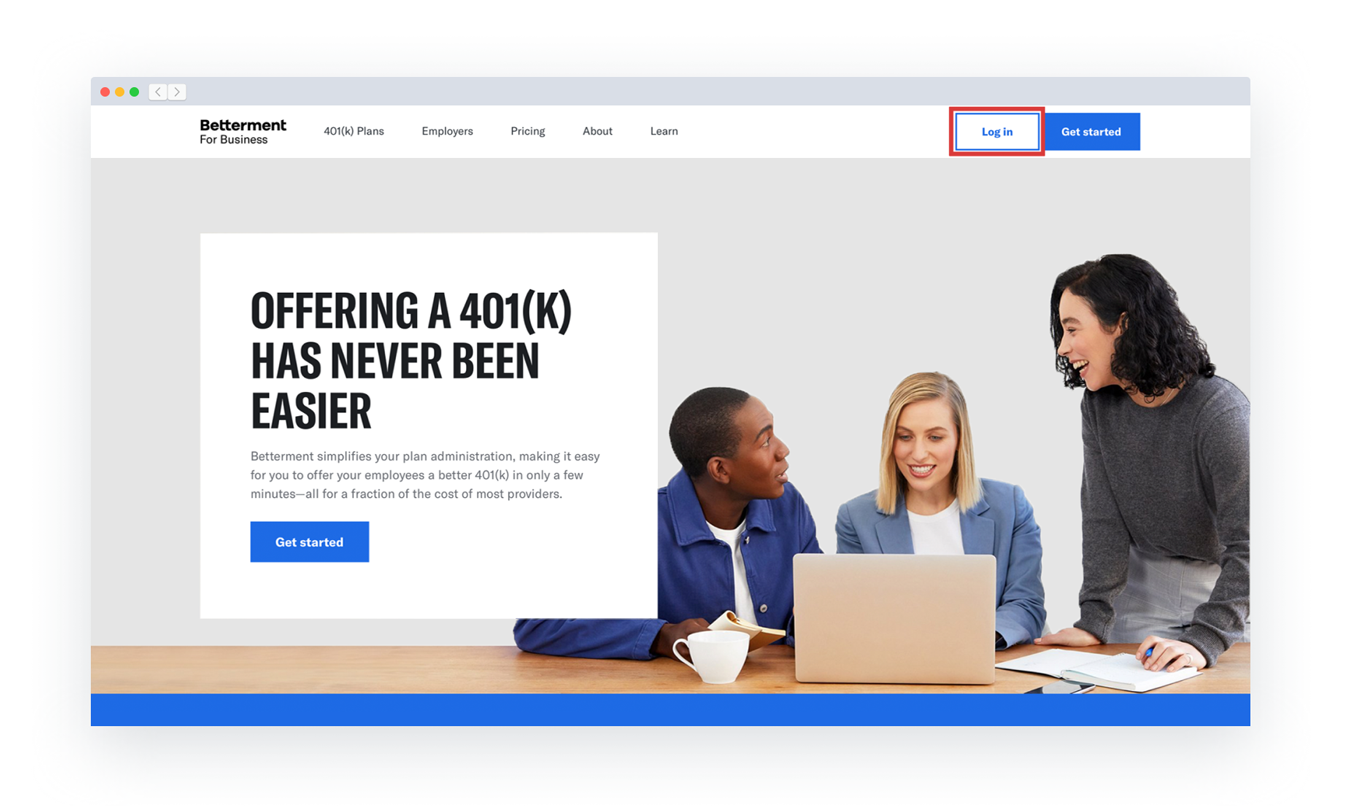 Betterment
For Business
401(k) Plans
Employers
Pricing
About
Learn
Log in
Get started
OFFERING A 401(K)
HAS NEVER BEEN
EASIER
Betterment simplifies your plan administration, making it easy
for you to offer your employees a better 401(k) in only a few
minutes—all for a fraction of the cost of most providers.
Get started